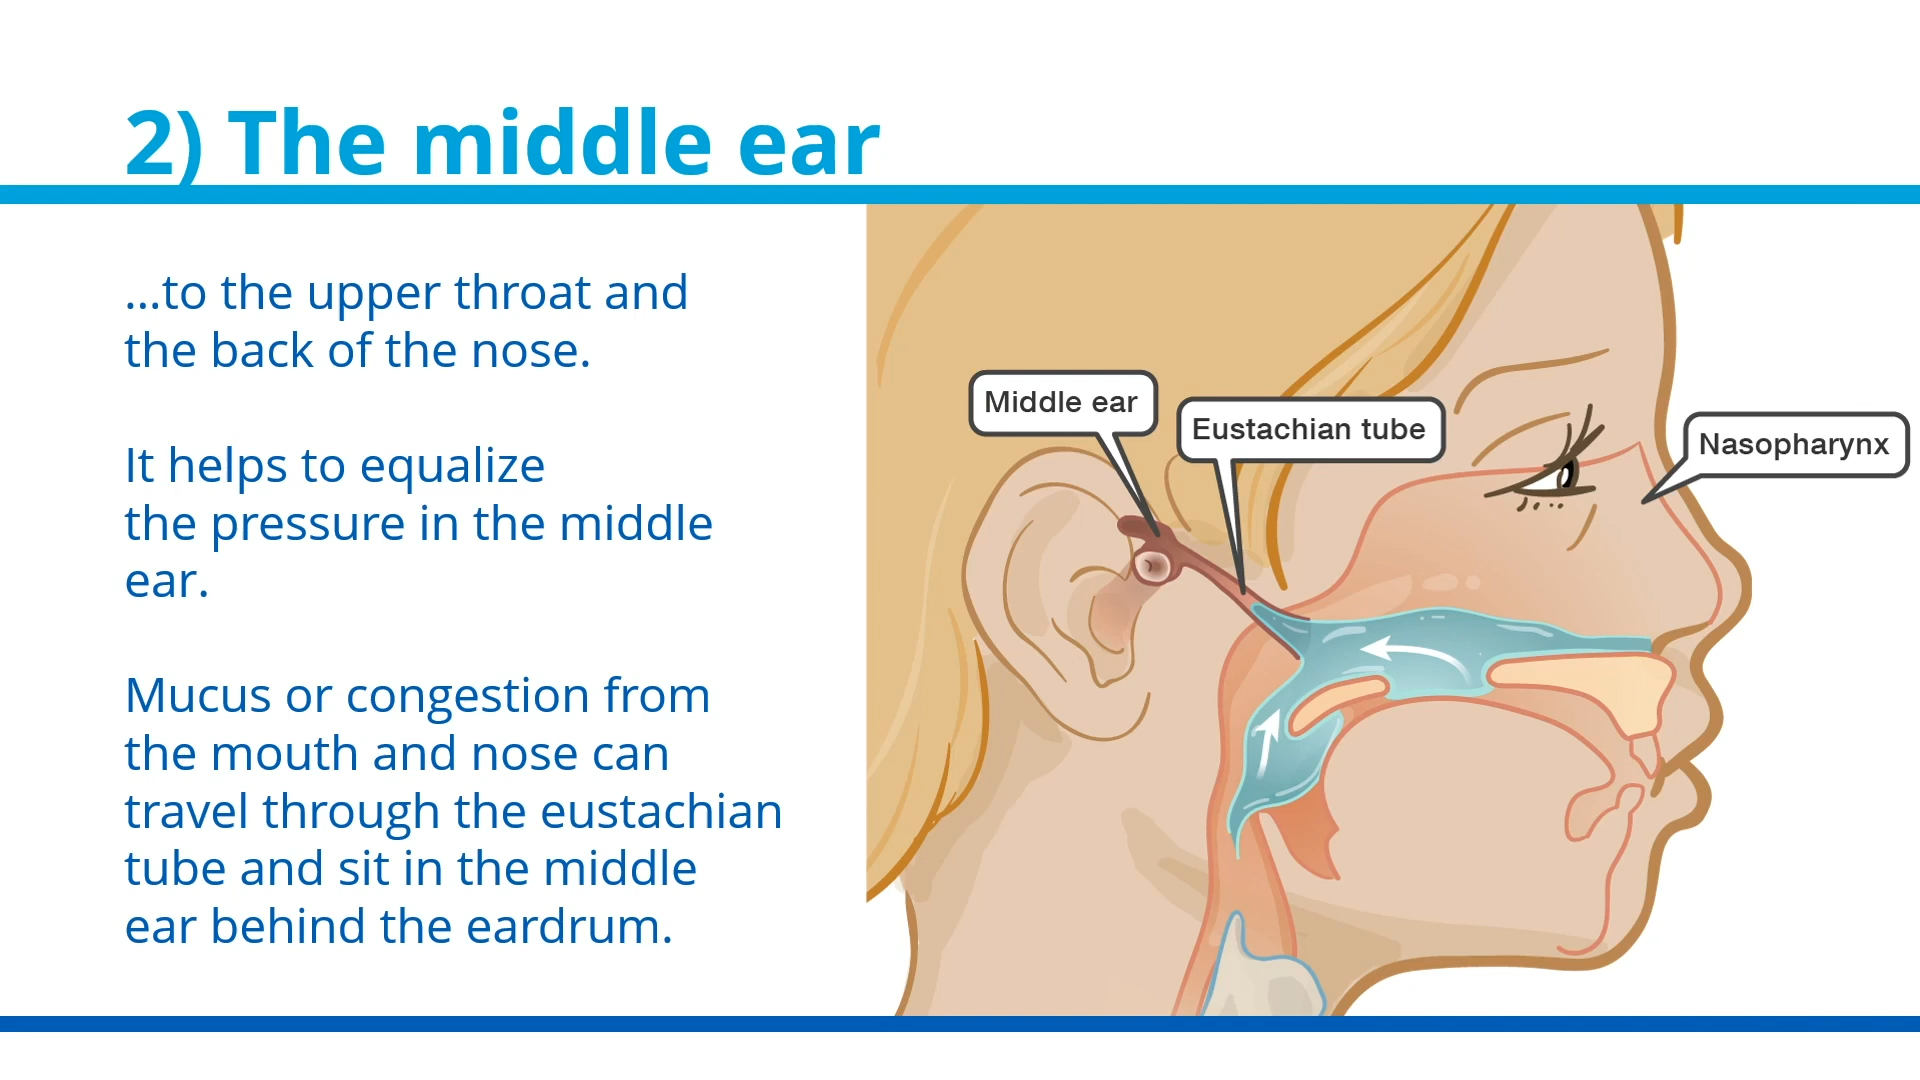 2) The middle ear
...to the upper throat and
the back of the nose.
It helps to equalize
the pressure in the middle
ear.
Mucus or congestion from
the mouth and nose can
travel through the eustachian
tube and sit in the middle
ear behind the eardrum.
Middle ear
Eustachian tube
Nasopharynx